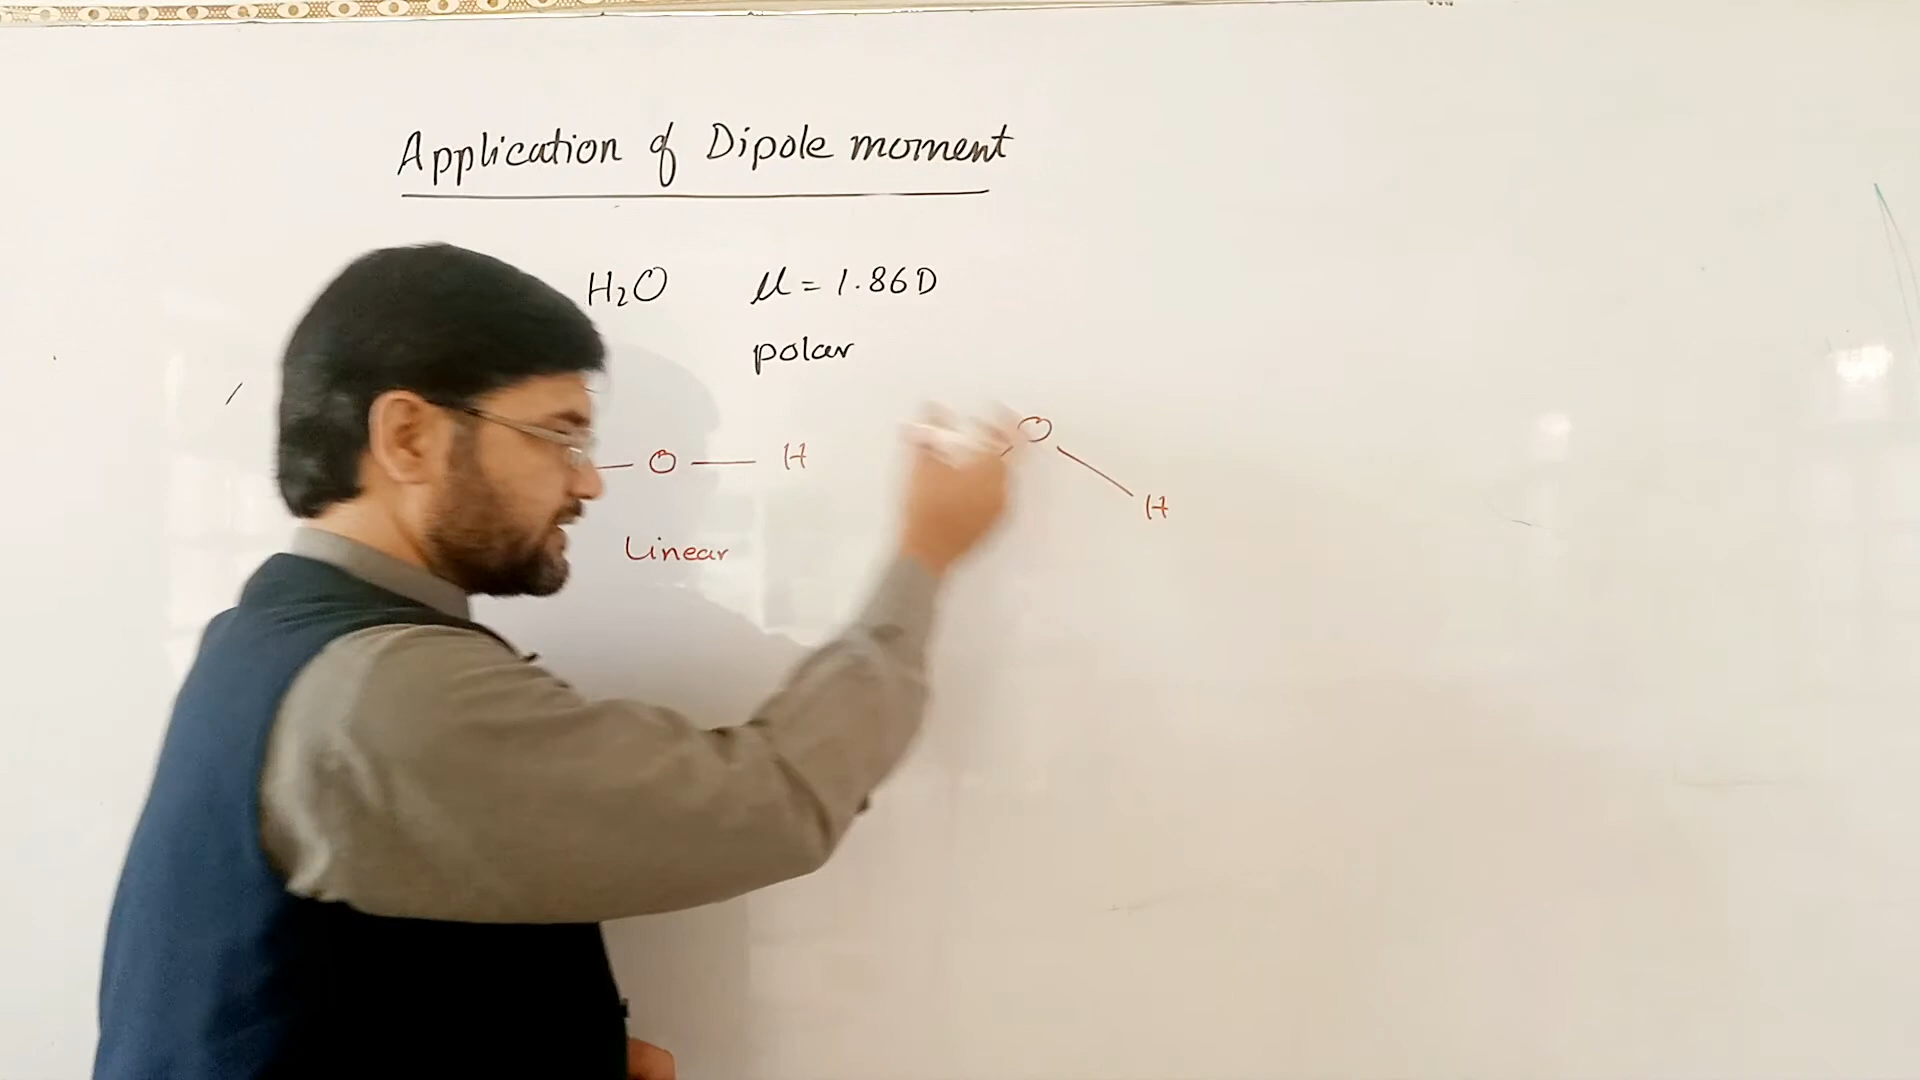 Application of Dipole moment
H₂O μ = 1.86D
polar
O — H
O
H
Linear